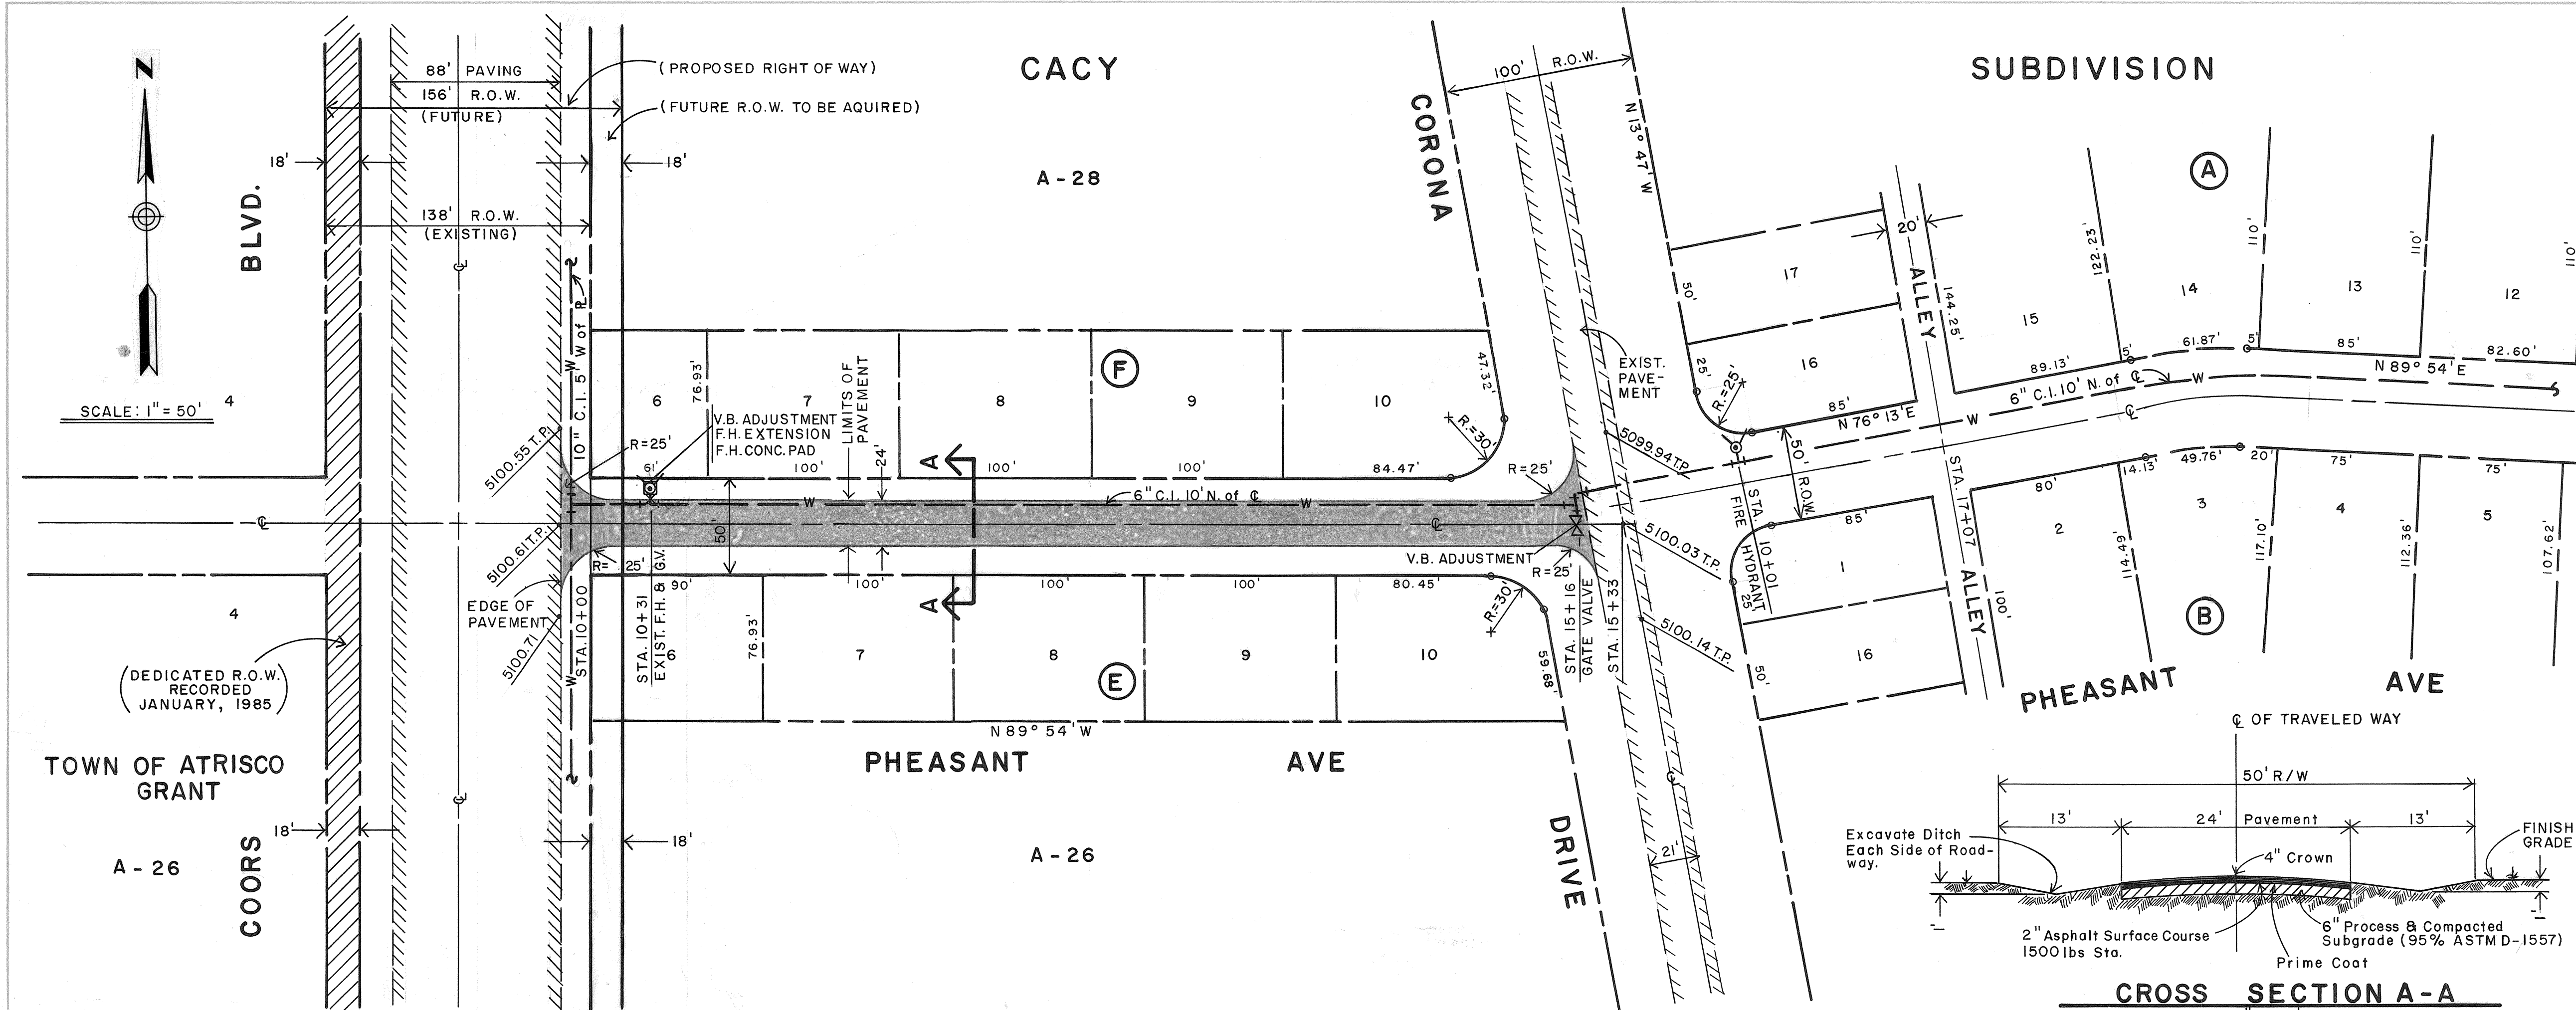 N
SCALE: 1" = 50'
88' PAVING
156' R.O.W.
(FUTURE)
(PROPOSED RIGHT OF WAY)
(FUTURE R.O.W. TO BE AQUIRED)
18'
18'
138' R.O.W.
(EXISTING)
BLVD.
CACY
SUBDIVISION
A-28
CORONA
100' R.O.W.
N 13° 47' W
A
4
10" C.I. 5' W of PL
W
5100.55 T.P.
R=25'
6
76.93'
7
8
F
9
10
47.32'
V.B. ADJUSTMENT
F.H. EXTENSION
F.H. CONC. PAD
LIMITS OF
PAVEMENT
24'
61'
100'
100'
100'
84.47'
R.=30'
A
EXIST.
PAVE-
MENT
R=25'
5099.94 T.P.
17
50'
16
25'
R.=25'
85'
N 76° 13' E
20'
ALLEY
144.25'
15
122.23'
14
110'
13
110'
12
110'
89.13'
5'
61.87'
5'
85'
82.60'
N 89° 54' E
6" C.I. 10' N. of CL
W
W
CL
CL
CL
CL
W
6" C.I. 10' N. of CL
W
CL
50'
5100.61 T.P.
R= 25'
EDGE OF
PAVEMENT
5100.71
STA. 10+00
STA. 10+31
EXIST. F.H. & G.V.
90'
100'
100'
100'
80.45'
A
76.93'
6
7
8
9
10
E
N 89° 54' W
R.=30'
59.68'
V.B. ADJUSTMENT
R=25'
STA. 15+16
GATE VALVE
STA. 15+33
5100.03 T.P.
5100.14 T.P.
STA. 10+01
FIRE HYDRANT
50' R.O.W.
85'
1
25'
16
50'
STA. 17+07
ALLEY
100'
80'
14.13'
49.76'
20'
75'
75'
2
3
4
5
114.49'
117.10'
112.36'
107.62'
B
W
4
(DEDICATED R.O.W.
RECORDED
JANUARY, 1985)
TOWN OF ATRISCO
GRANT
A-26
COORS
18'
18'
CL
PHEASANT AVE
A-26
DRIVE
CL
21'
PHEASANT AVE
CL OF TRAVELED WAY
50' R/W
13'
24' Pavement
13'
Excavate Ditch
Each Side of Road-
way.
FINISH
GRADE
4" Crown
2" Asphalt Surface Course
1500 lbs Sta.
6" Process & Compacted
Subgrade (95% ASTM D-1557)
Prime Coat
CROSS SECTION A-A